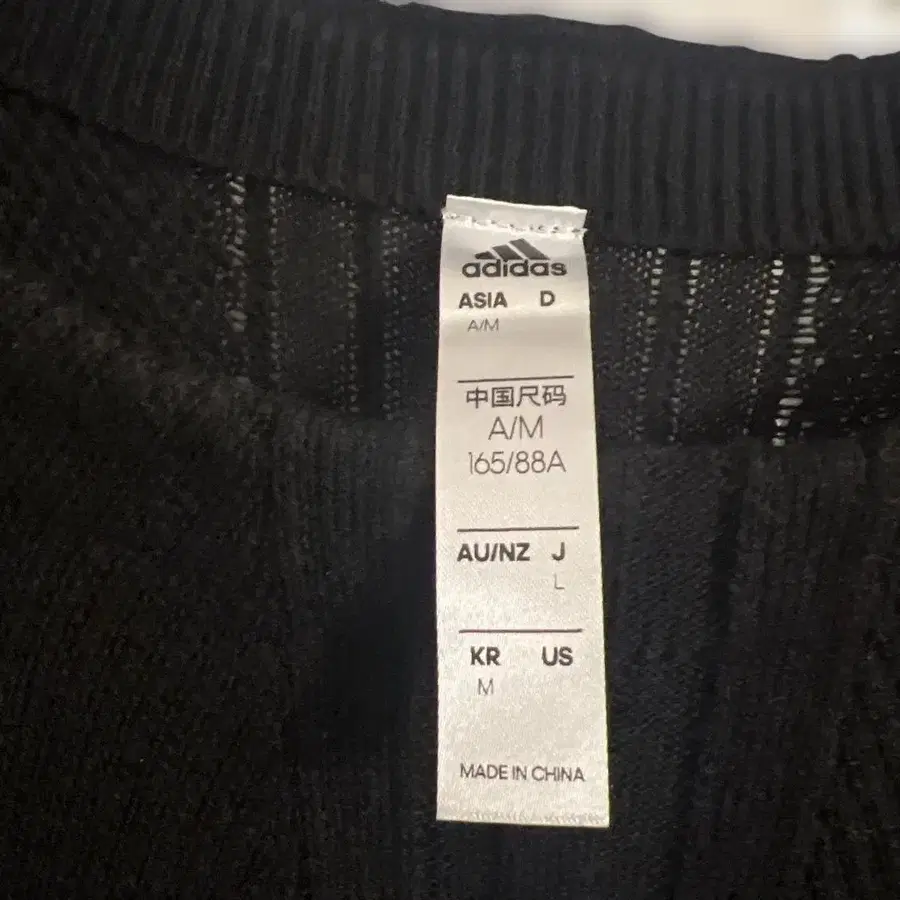 adidas
ASIA D
A/M
中国尺码
A/M
165/88A
AU/NZ J
L
KR US
M
MADE IN CHINA